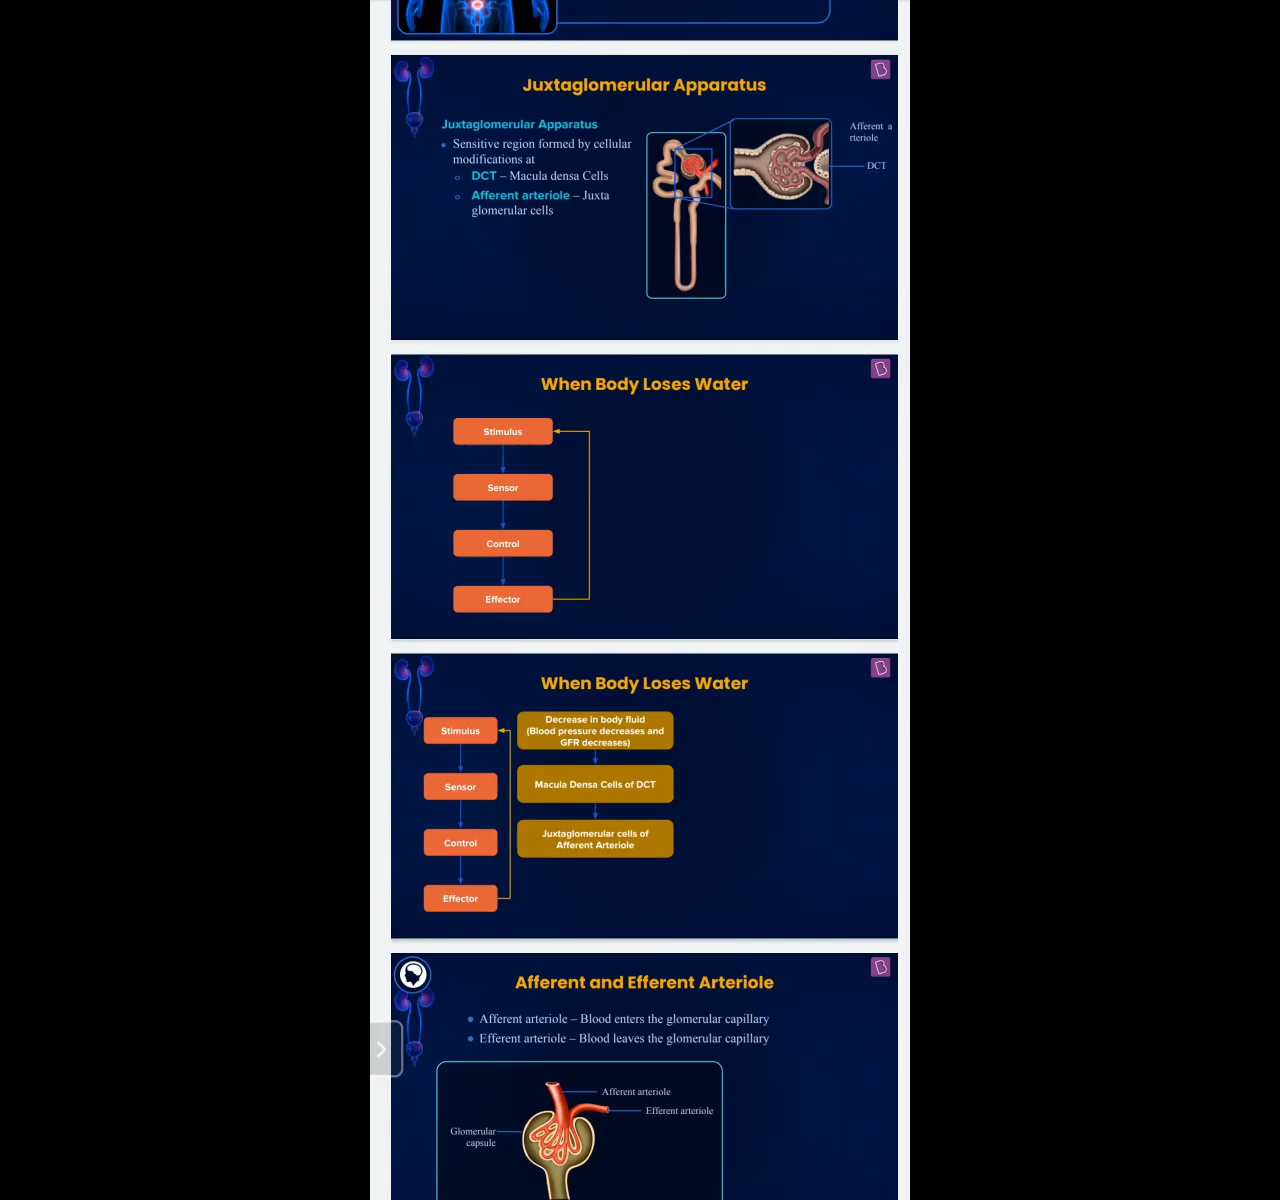 Juxtaglomerular Apparatus
Juxtaglomerular Apparatus
Sensitive region formed by cellular
modifications at
DCT – Macula densa Cells
Afferent arteriole – Juxta
glomerular cells
Afferent a
rteriole
DCT
When Body Loses Water
Stimulus
Sensor
Control
Effector
When Body Loses Water
Stimulus
Sensor
Control
Effector
Decrease in body fluid
(Blood pressure decreases and
GFR decreases)
Macula Densa Cells of DCT
Juxtaglomerular cells of
Afferent Arteriole
Afferent and Efferent Arteriole
Afferent arteriole – Blood enters the glomerular capillary
Efferent arteriole – Blood leaves the glomerular capillary
Afferent arteriole
Efferent arteriole
Glomerular
capsule